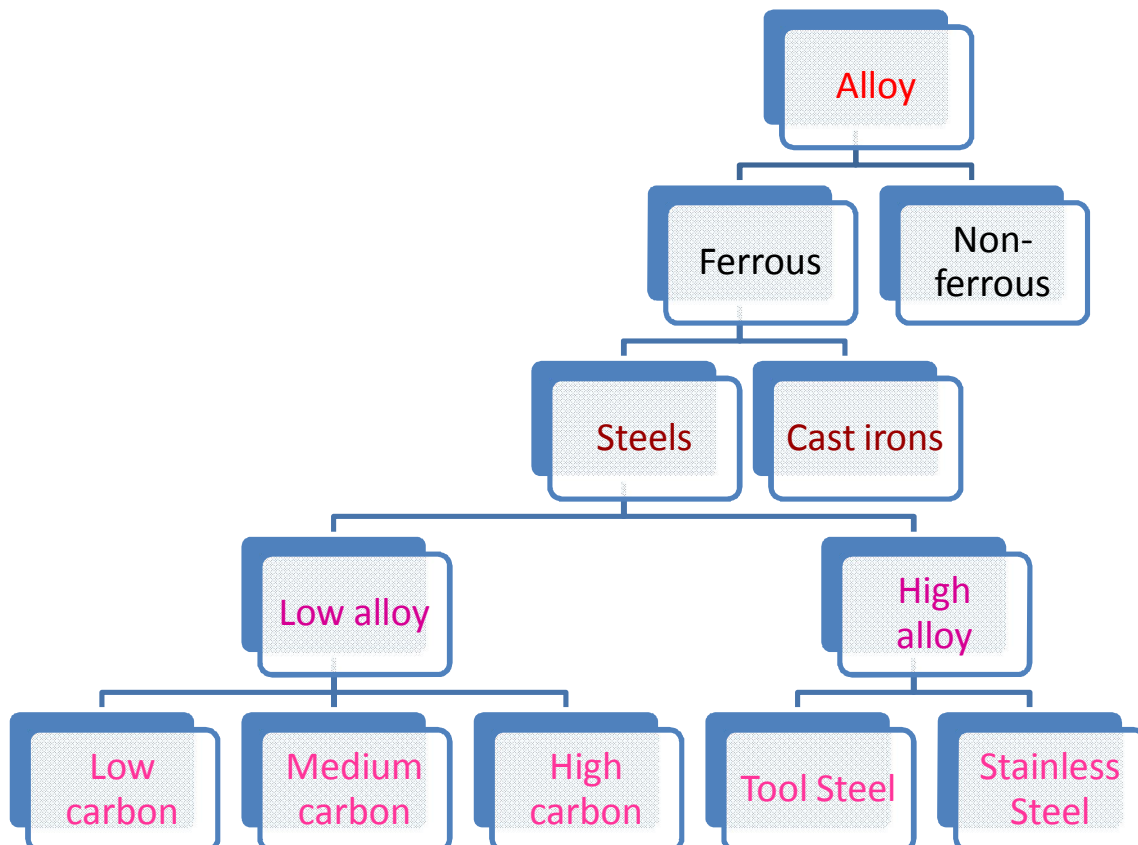 Alloy
Ferrous
Non-
ferrous
Steels
Cast irons
Low alloy
High
alloy
Low
carbon
Medium
carbon
High
carbon
Tool Steel
Stainless
Steel